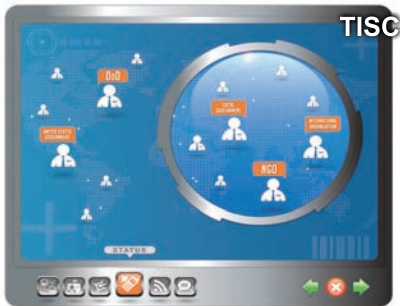 TISC
DoD
LOCAL
GOVERNMENT
INTERNATIONAL
ORGANIZATION
UNITED STATES
GOVERNMENT
NGO
STATUS